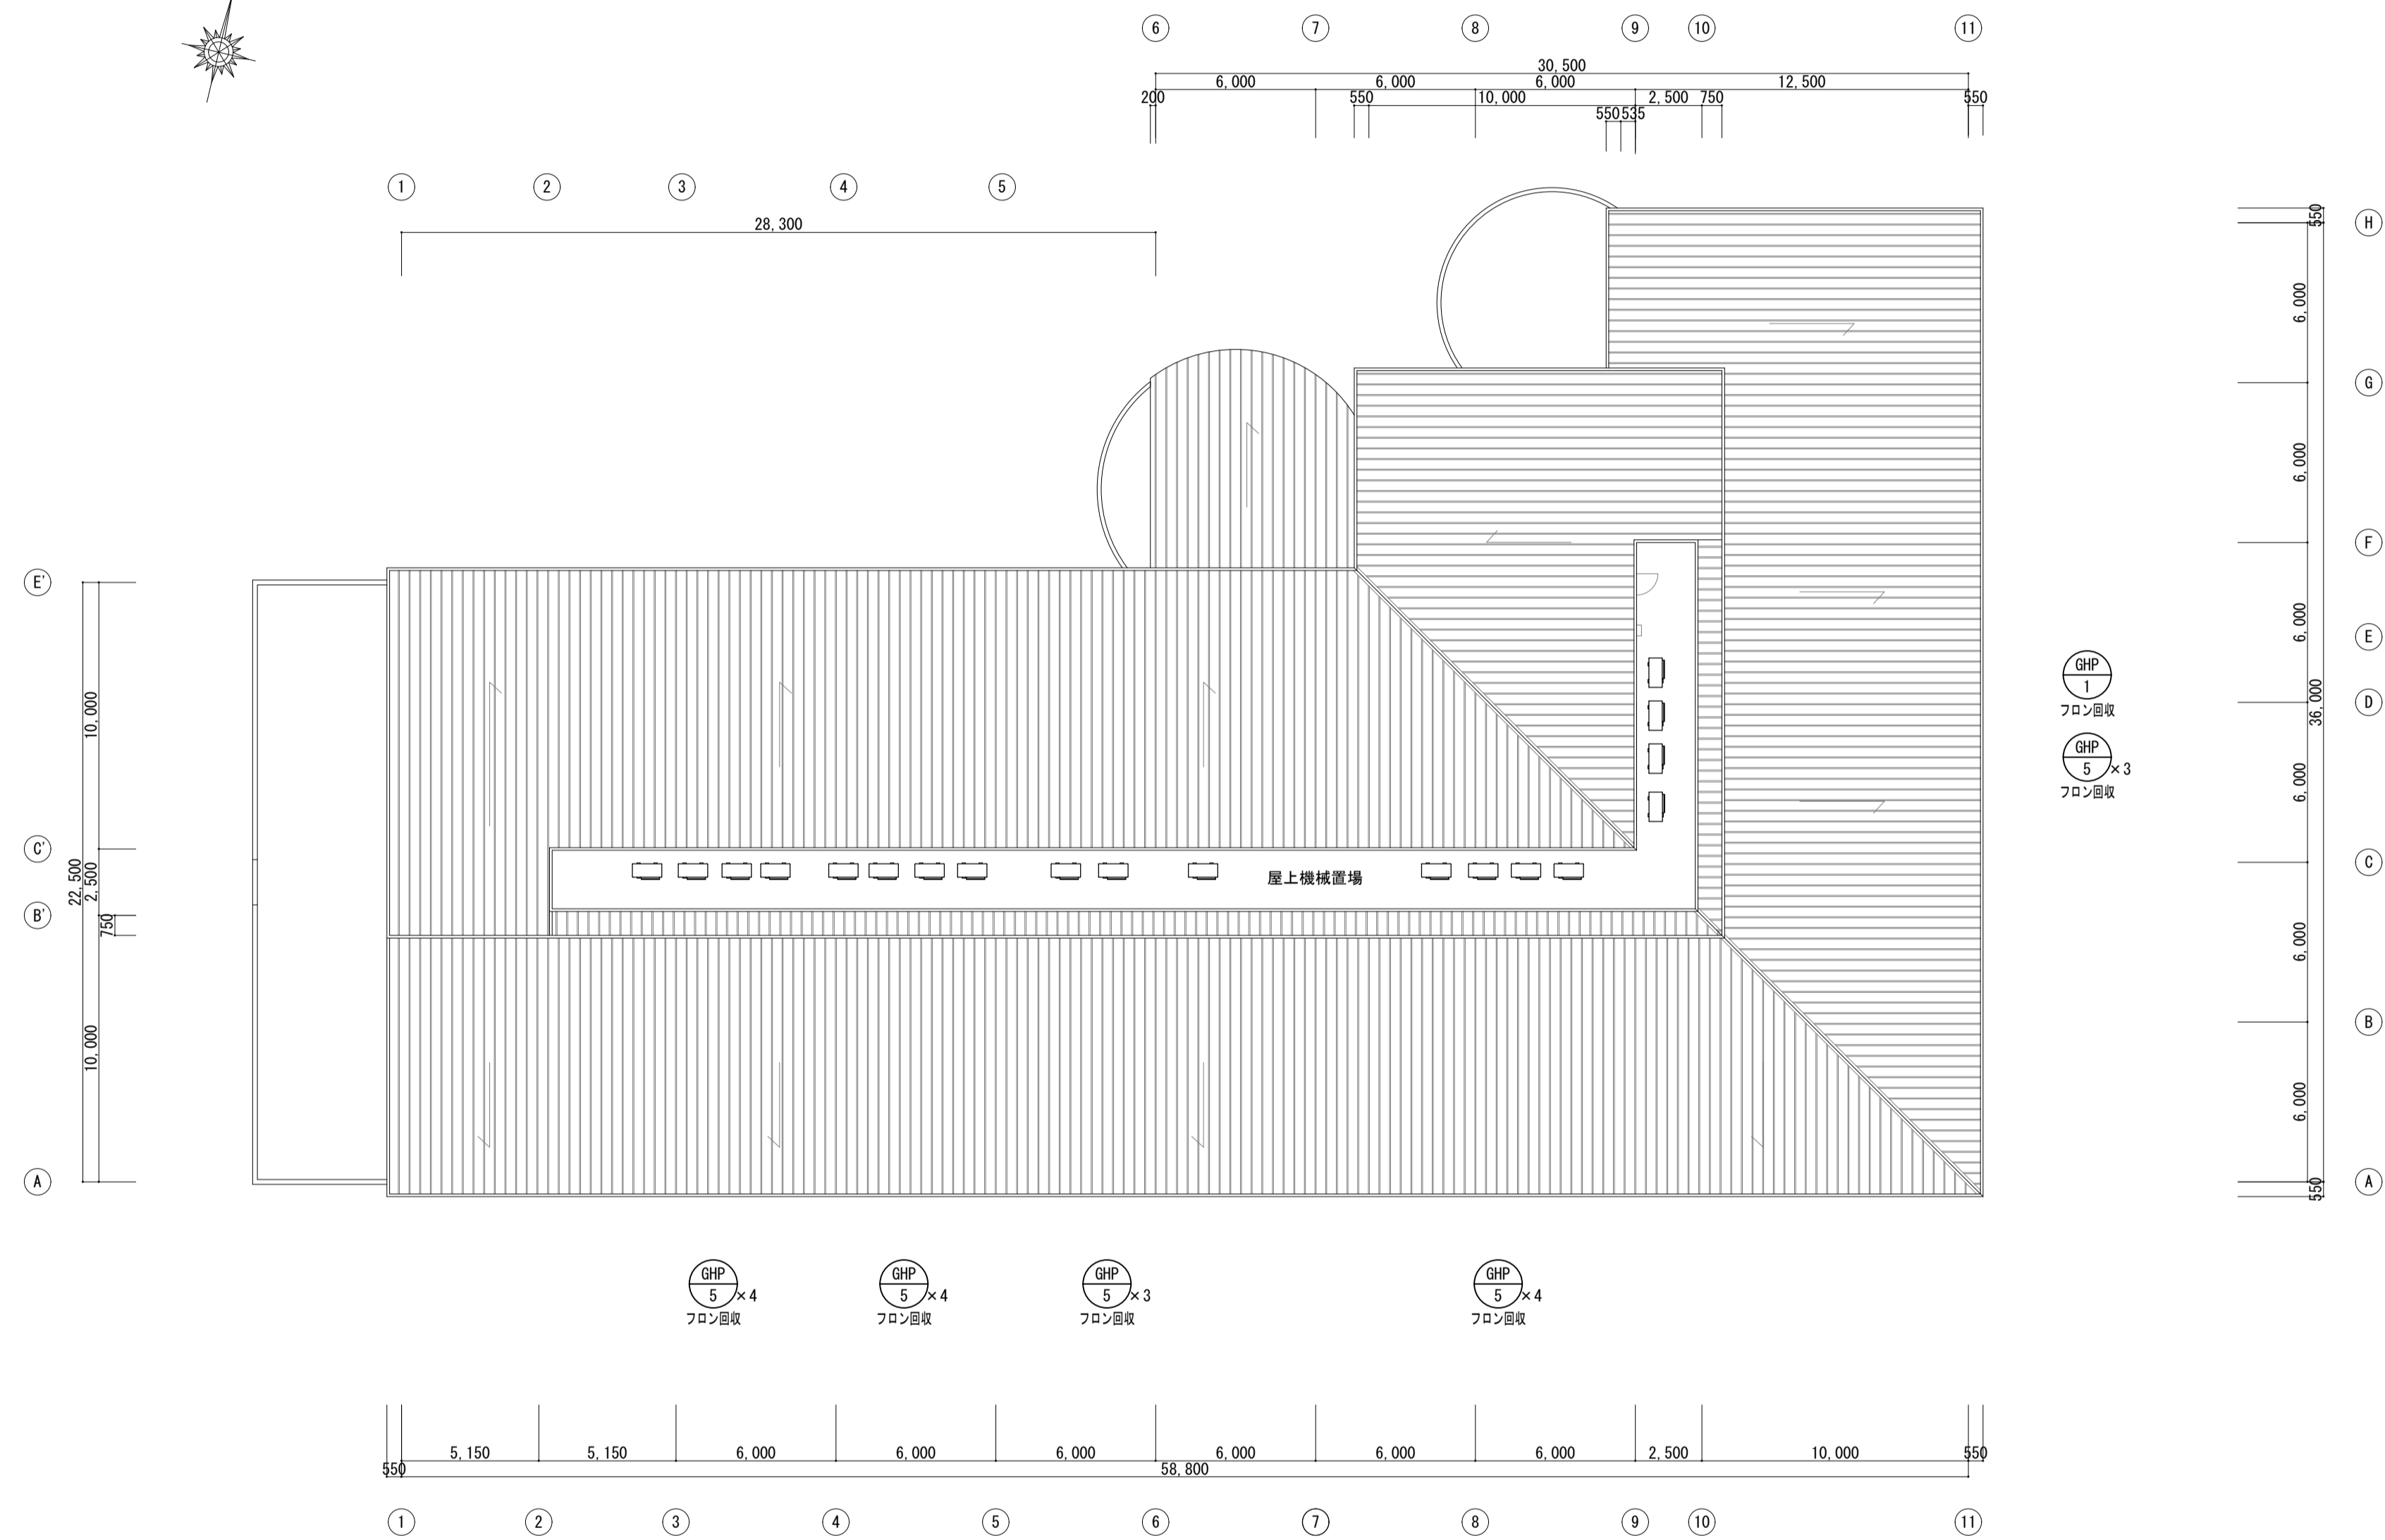 6 7 8 9 10 11
30,500
6,000 6,000 6,000 12,500
200 550 10,000 2,500 750 550
550 535
1 2 3 4 5
28,300
550
H
6,000
G
6,000
F
E'
6,000
E
GHP
1
フロン回収
10,000
36,000
D
GHP
5 ×3
フロン回収
6,000
C'
C
22,500
2,500
屋上機械置場
B'
750
6,000
B
10,000
6,000
A
A
550
GHP GHP GHP GHP
5 ×4 5 ×4 5 ×3 5 ×4
フロン回収 フロン回収 フロン回収 フロン回収
5,150 5,150 6,000 6,000 6,000 6,000 6,000 6,000 2,500 10,000 550
550 58,800
1 2 3 4 5 6 7 8 9 10 11